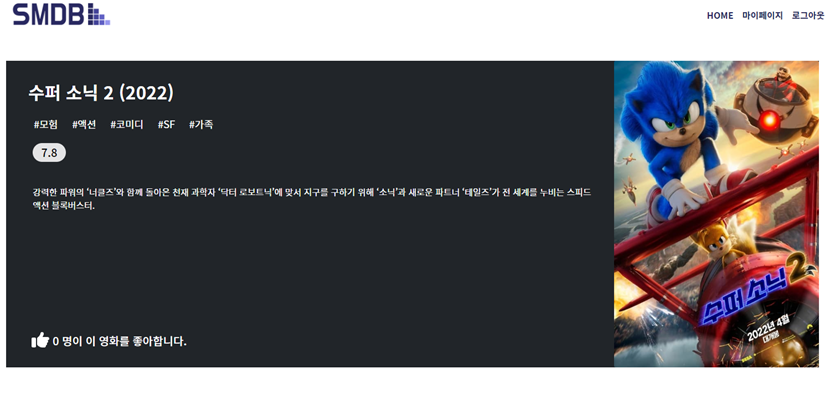 SMDB
HOME 마이페이지 로그아웃
수퍼 소닉 2 (2022)
#모험 #액션 #코미디 #SF #가족
7.8
강력한 파워의 '너클즈'와 함께 돌아온 천재 과학자 '닥터 로보트닉'에 맞서 지구를 구하기 위해 '소닉'과 새로운 파트너 '테일즈'가 전 세계를 누비는 스피드
액션 블록버스터.
0 명이 이 영화를 좋아합니다.
수퍼 소닉 2
2022년 4월
대개봉